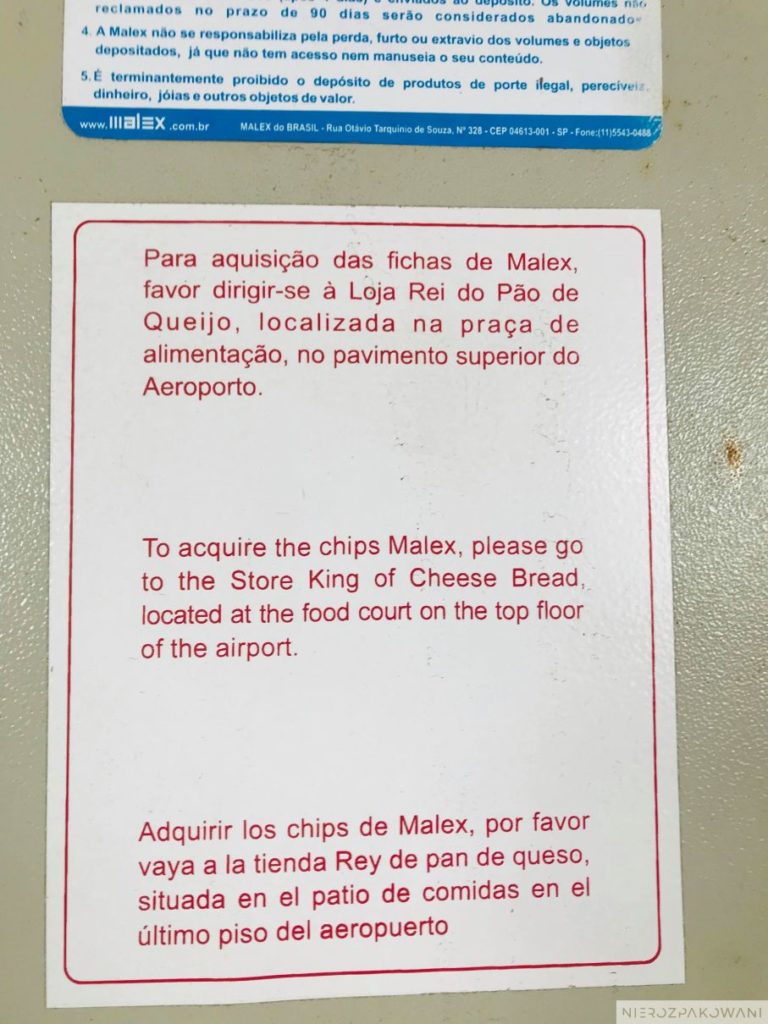 reclamados no prazo de 90 dias serão considerados abandonado
4. A Malex não se responsabiliza pela perda, furto ou extravio dos volumes e objetos
depositados, já que não tem acesso nem manuseia o seu conteúdo.
5. É terminantemente proibido o depósito de produtos de porte ilegal, perecíveis,
dinheiro, jóias e outros objetos de valor.
www.malex.com.br MALEX do BRASIL - Rua Otávio Tarquínio de Souza, Nº 328 - CEP 04613-001 - SP - Fone:(11)5543-0488
Para aquisição das fichas de Malex,
favor dirigir-se à Loja Rei do Pão de
Queijo, localizada na praça de
alimentação, no pavimento superior do
Aeroporto.
To acquire the chips Malex, please go
to the Store King of Cheese Bread,
located at the food court on the top floor
of the airport.
Adquirir los chips de Malex, por favor
vaya a la tienda Rey de pan de queso,
situada en el patio de comidas en el
último piso del aeropuerto
NIEROZPAKOWANI